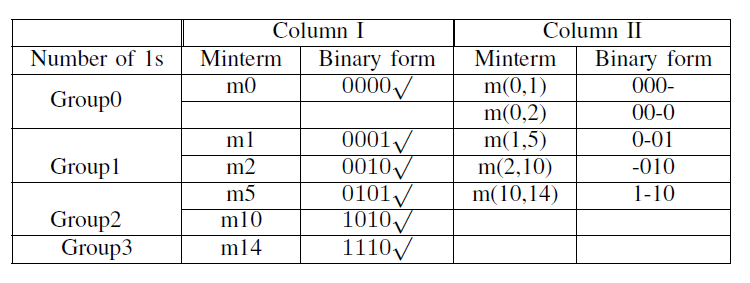 Column I Column II
Number of 1s Minterm Binary form Minterm Binary form
Group0 m0 0000√ m(0,1) 000-
m(0,2) 00-0
m1 0001√ m(1,5) 0-01
Group1 m2 0010√ m(2,10) -010
m5 0101√ m(10,14) 1-10
Group2 m10 1010√
Group3 m14 1110√